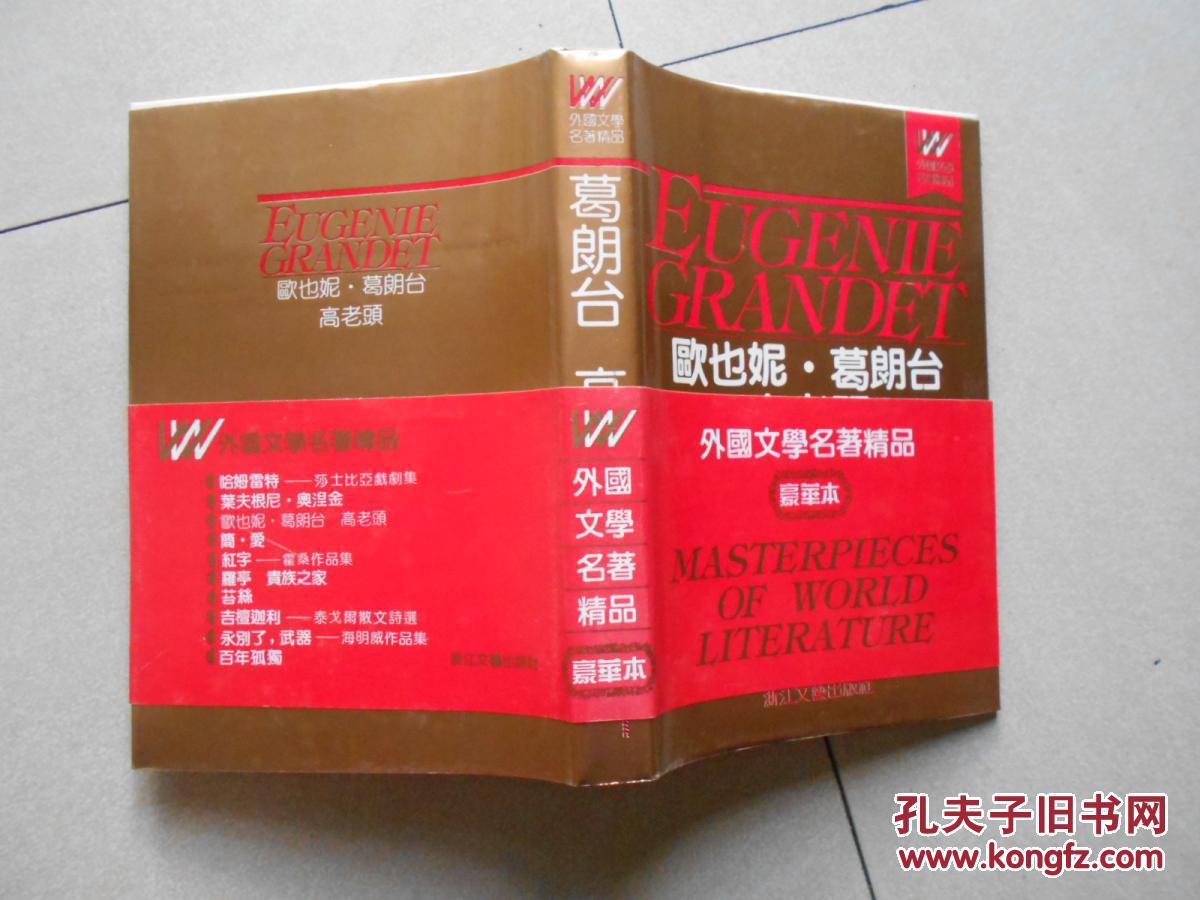 EUGENIE
GRANDET
歐也妮·葛朗台
高老頭
VW 外國文學名著精品
哈姆雷特——莎士比亞戲劇集
葉夫根尼·奧涅金
歐也妮·葛朗台 高老頭
簡·愛
紅字——霍桑作品集
羅亭 貴族之家
苔絲
吉檀迦利——泰戈爾散文詩選
永別了，武器——海明威作品集
百年孤獨
浙江文藝出版社
VW
外國文學
名著精品
葛朗台 高
VW
外國
文學
名著
精品
豪華本
VW
EUGENIE
GRANDET
歐也妮·葛朗台
外國文學名著精品
豪華本
MASTERPIECES
OF WORLD
LITERATURE
浙江文藝出版社
孔夫子旧书网
www.kongfz.com